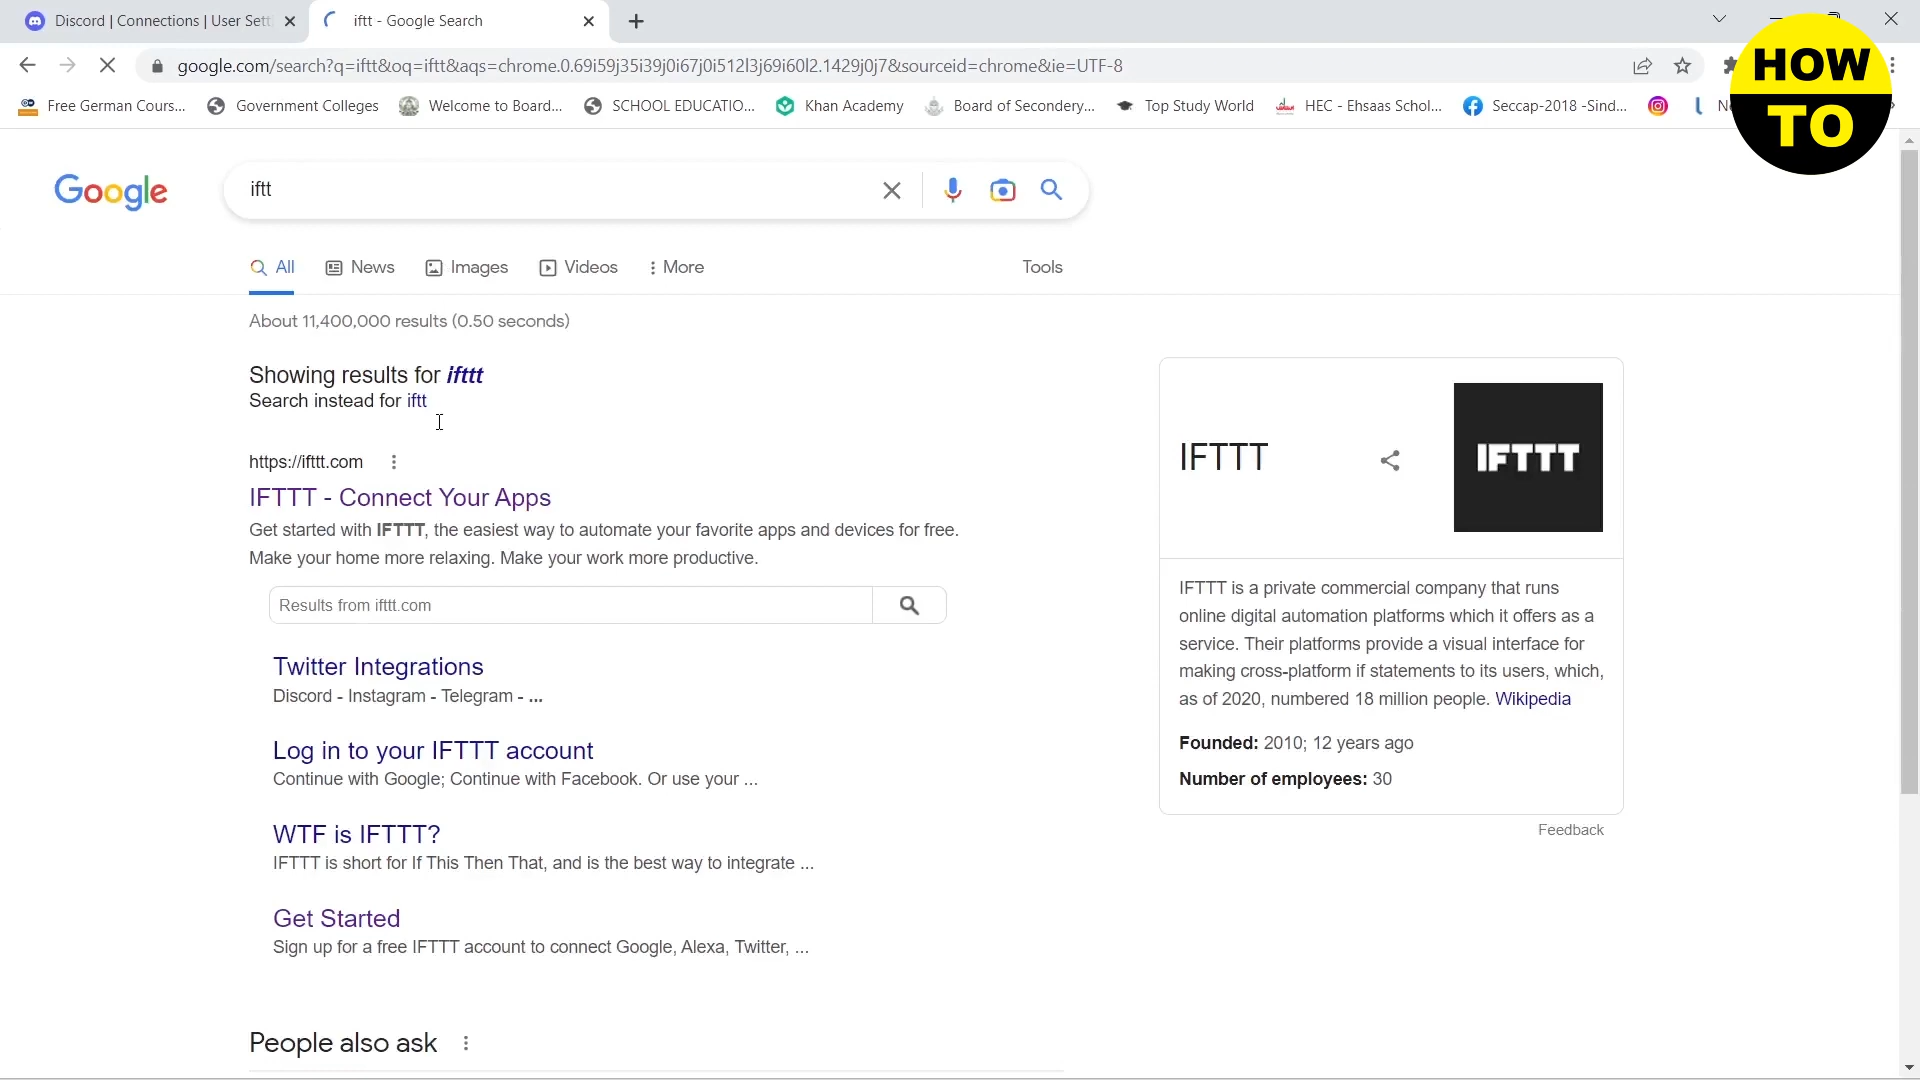 Discord | Connections | User Sett
iftt - Google Search
google.com/search?q=iftt&oq=iftt&aqs=chrome.0.69i59j35i39j0i67j0i512l3j69i60l2.1429j0j7&sourceid=chrome&ie=UTF-8
Free German Cours...
Government Colleges
Welcome to Board...
SCHOOL EDUCATIO...
Khan Academy
Board of Secondery...
Top Study World
HEC - Ehsaas Schol...
Seccap-2018 -Sind...
HOW
TO
Google
iftt
All
News
Images
Videos
More
Tools
About 11,400,000 results (0.50 seconds)
Showing results for ifttt
Search instead for iftt
https://ifttt.com
IFTTT - Connect Your Apps
Get started with IFTTT, the easiest way to automate your favorite apps and devices for free.
Make your home more relaxing. Make your work more productive.
Results from ifttt.com
Twitter Integrations
Discord - Instagram - Telegram - ...
Log in to your IFTTT account
Continue with Google; Continue with Facebook. Or use your ...
WTF is IFTTT?
IFTTT is short for If This Then That, and is the best way to integrate ...
Get Started
Sign up for a free IFTTT account to connect Google, Alexa, Twitter, ...
People also ask
IFTTT
IFTTT
IFTTT is a private commercial company that runs
online digital automation platforms which it offers as a
service. Their platforms provide a visual interface for
making cross-platform if statements to its users, which,
as of 2020, numbered 18 million people. Wikipedia
Founded: 2010; 12 years ago
Number of employees: 30
Feedback